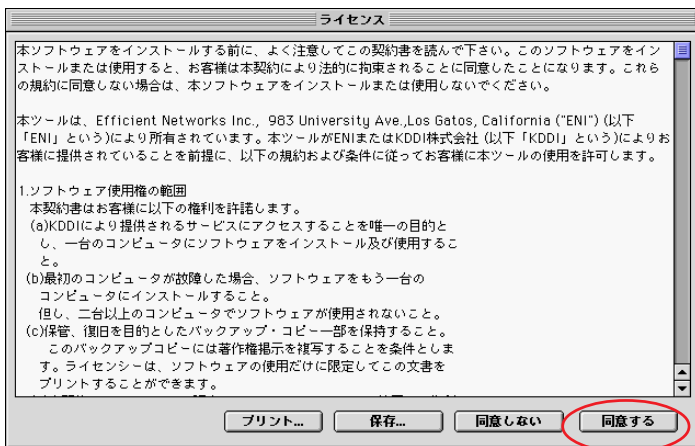 ライセンス
本ソフトウェアをインストールする前に、よく注意してこの契約書を読んで下さい。このソフトウェアをイン
ストールまたは使用すると、お客様は本契約により法的に拘束されることに同意したことになります。これら
の規約に同意しない場合は、本ソフトウェアをインストールまたは使用しないでください。
本ツールは、Efficient Networks Inc., 983 University Ave.,Los Gatos, California ("ENI") (以下
「ENI」という)により所有されています。本ツールがENIまたはKDDI株式会社 (以下「KDDI」という)によりお
客様に提供されていることを前提に、以下の規約および条件に従ってお客様に本ツールの使用を許可します。
1.ソフトウェア使用権の範囲
本契約書はお客様に以下の権利を許諾します。
(a)KDDIにより提供されるサービスにアクセスすることを唯一の目的と
し、一台のコンピュータにソフトウェアをインストール及び使用するこ
と。
(b)最初のコンピュータが故障した場合、ソフトウェアをもう一台の
コンピュータにインストールすること。
但し、二台以上のコンピュータでソフトウェアが使用されないこと。
(c)保管、復旧を目的としたバックアップ・コピー一部を保持すること。
このバックアップコピーには著作権掲示を複写することを条件としま
す。ライセンシーは、ソフトウェアの使用だけに限定してこの文書を
プリントすることができます。
プリント... 保存... 同意しない 同意する